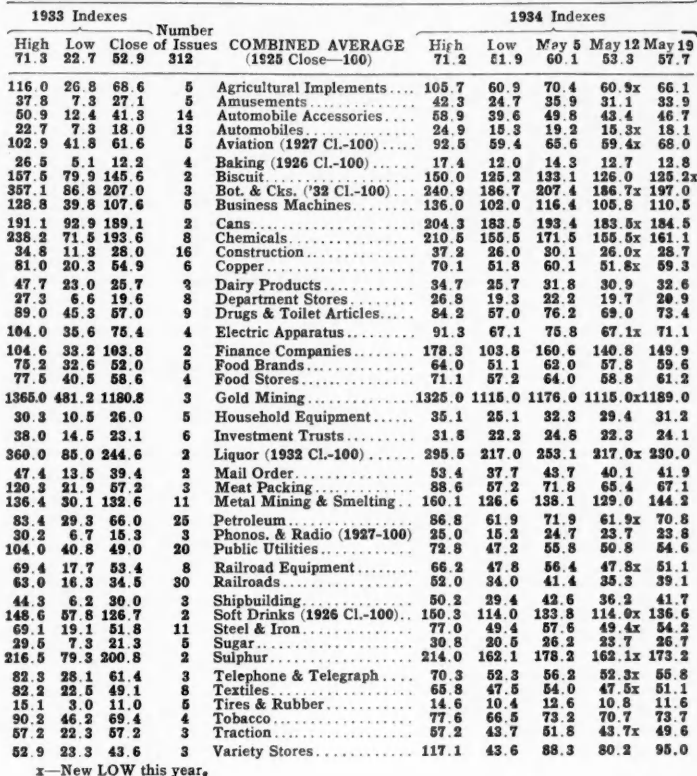 1933 Indexes 1934 Indexes
Number
High Low Close of Issues COMBINED AVERAGE High Low May 5 May 12 May 19
71.3 22.7 52.9 312 (1925 Close—100) 71.2 51.9 60.1 53.3 57.7
116.0 26.8 68.6 5 Agricultural Implements.... 105.7 60.9 70.4 60.9x 66.1
37.8 7.3 27.1 5 Amusements................ 42.3 24.7 35.9 31.1 33.9
50.9 12.4 41.3 14 Automobile Accessories...... 58.9 39.6 49.8 43.4 46.7
22.7 7.3 18.0 13 Automobiles................ 24.9 15.3 19.2 15.3x 18.1
102.9 41.8 61.6 5 Aviation (1927 Cl.-100)..... 92.5 59.4 65.6 59.4x 68.0
26.5 5.1 12.2 4 Baking (1926 Cl.-100)...... 17.4 12.0 14.3 12.7 12.8
157.5 79.9 145.6 2 Biscuit..................... 150.0 125.2 133.1 126.0 125.2x
357.1 86.8 207.0 3 Bot. & Cks. ('32 Cl.-100).... 240.9 186.7 207.4 186.7x 197.0
128.8 39.8 107.6 5 Business Machines.......... 136.0 102.0 116.4 105.8 110.5
191.1 92.9 189.1 2 Cans....................... 204.3 183.5 193.4 183.5x 184.5
238.2 71.5 193.6 8 Chemicals.................. 210.5 155.5 171.5 155.5x 161.1
34.8 11.3 28.0 16 Construction................ 37.2 26.0 30.1 26.0x 28.7
81.0 20.3 54.9 6 Copper..................... 70.1 51.8 60.1 51.8x 59.3
47.7 23.0 25.7 3 Dairy Products............. 34.7 25.7 31.8 30.9 32.6
27.3 6.6 19.6 8 Department Stores.......... 26.8 19.3 22.2 19.7 20.9
89.0 45.3 57.0 9 Drugs & Toilet Articles..... 84.2 57.0 76.2 69.0 73.4
104.0 35.6 75.4 4 Electric Apparatus.......... 91.3 67.1 75.8 67.1x 71.1
104.6 33.2 103.8 2 Finance Companies......... 178.3 103.8 160.6 140.8 149.9
75.2 32.6 52.0 5 Food Brands............... 64.0 51.1 62.0 57.8 59.6
77.5 40.5 58.6 4 Food Stores................ 71.1 57.2 64.0 58.8 61.2
1365.0 481.2 1180.8 3 Gold Mining................ 1325.0 1115.0 1176.0 1115.0x1189.0
30.3 10.5 26.0 5 Household Equipment...... 35.1 25.1 32.3 29.4 31.2
38.0 14.5 23.1 6 Investment Trusts.......... 31.5 22.2 24.8 22.3 24.1
360.0 85.0 244.6 2 Liquor (1932 Cl.-100)....... 295.5 217.0 253.1 217.0x 230.0
47.4 13.5 39.4 2 Mail Order................. 53.4 37.7 43.7 40.1 41.9
120.3 21.9 57.2 3 Meat Packing.............. 88.6 57.2 71.8 65.4 67.1
136.4 30.1 132.6 11 Metal Mining & Smelting.. 160.1 126.6 138.1 129.0 144.2
83.4 29.3 66.0 25 Petroleum.................. 86.8 61.9 71.9 61.9x 70.8
30.2 6.7 15.3 3 Phonos. & Radio (1927-100) 25.0 15.2 24.7 23.7 23.8
104.0 40.8 49.0 20 Public Utilities............. 72.8 47.2 55.8 50.8 54.6
69.4 17.7 53.4 8 Railroad Equipment........ 66.2 47.8 56.4 47.8x 51.1
63.0 16.3 34.5 30 Railroads................... 52.0 34.0 41.4 35.3 39.1
44.3 6.2 30.0 3 Shipbuilding................ 50.2 29.4 42.6 36.2 41.7
148.6 57.8 126.7 2 Soft Drinks (1926 Cl.-100).. 150.3 114.0 133.8 114.0x 136.6
69.1 19.1 51.8 11 Steel & Iron................ 77.0 49.4 57.6 49.4x 54.2
29.5 7.3 21.3 5 Sugar...................... 30.8 20.5 26.2 23.7 26.7
216.5 79.3 200.8 2 Sulphur.................... 214.0 162.1 178.2 162.1x 173.2
82.3 28.1 61.4 3 Telephone & Telegraph.... 70.3 52.3 56.2 52.3x 55.8
82.2 22.5 49.1 8 Textiles..................... 65.8 47.5 54.0 47.5x 51.1
15.1 3.0 11.0 5 Tires & Rubber............. 14.6 10.4 12.6 10.8 11.6
90.2 46.2 69.4 4 Tobacco.................... 77.6 66.5 73.2 70.7 73.7
57.2 22.3 57.2 3 Traction.................... 57.2 43.7 51.8 43.7x 49.6
52.9 23.3 43.6 3 Variety Stores............... 117.1 43.6 88.3 80.2 95.0
x—New LOW this year.